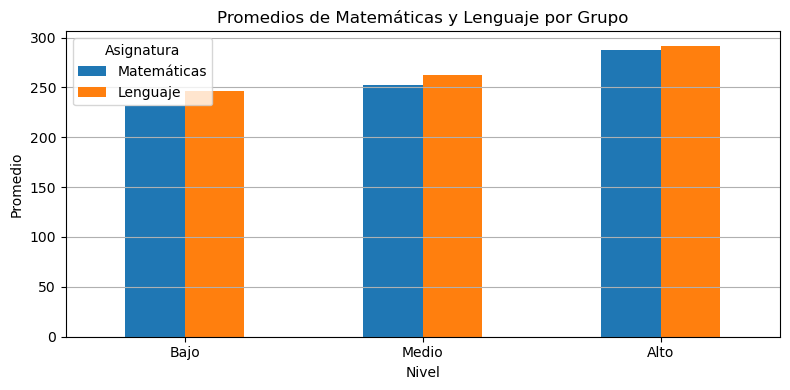 Promedios de Matemáticas y Lenguaje por Grupo
300
250
200
150
100
50
0
Promedio
Asignatura
Matemáticas
Lenguaje
Bajo Medio Alto
Nivel